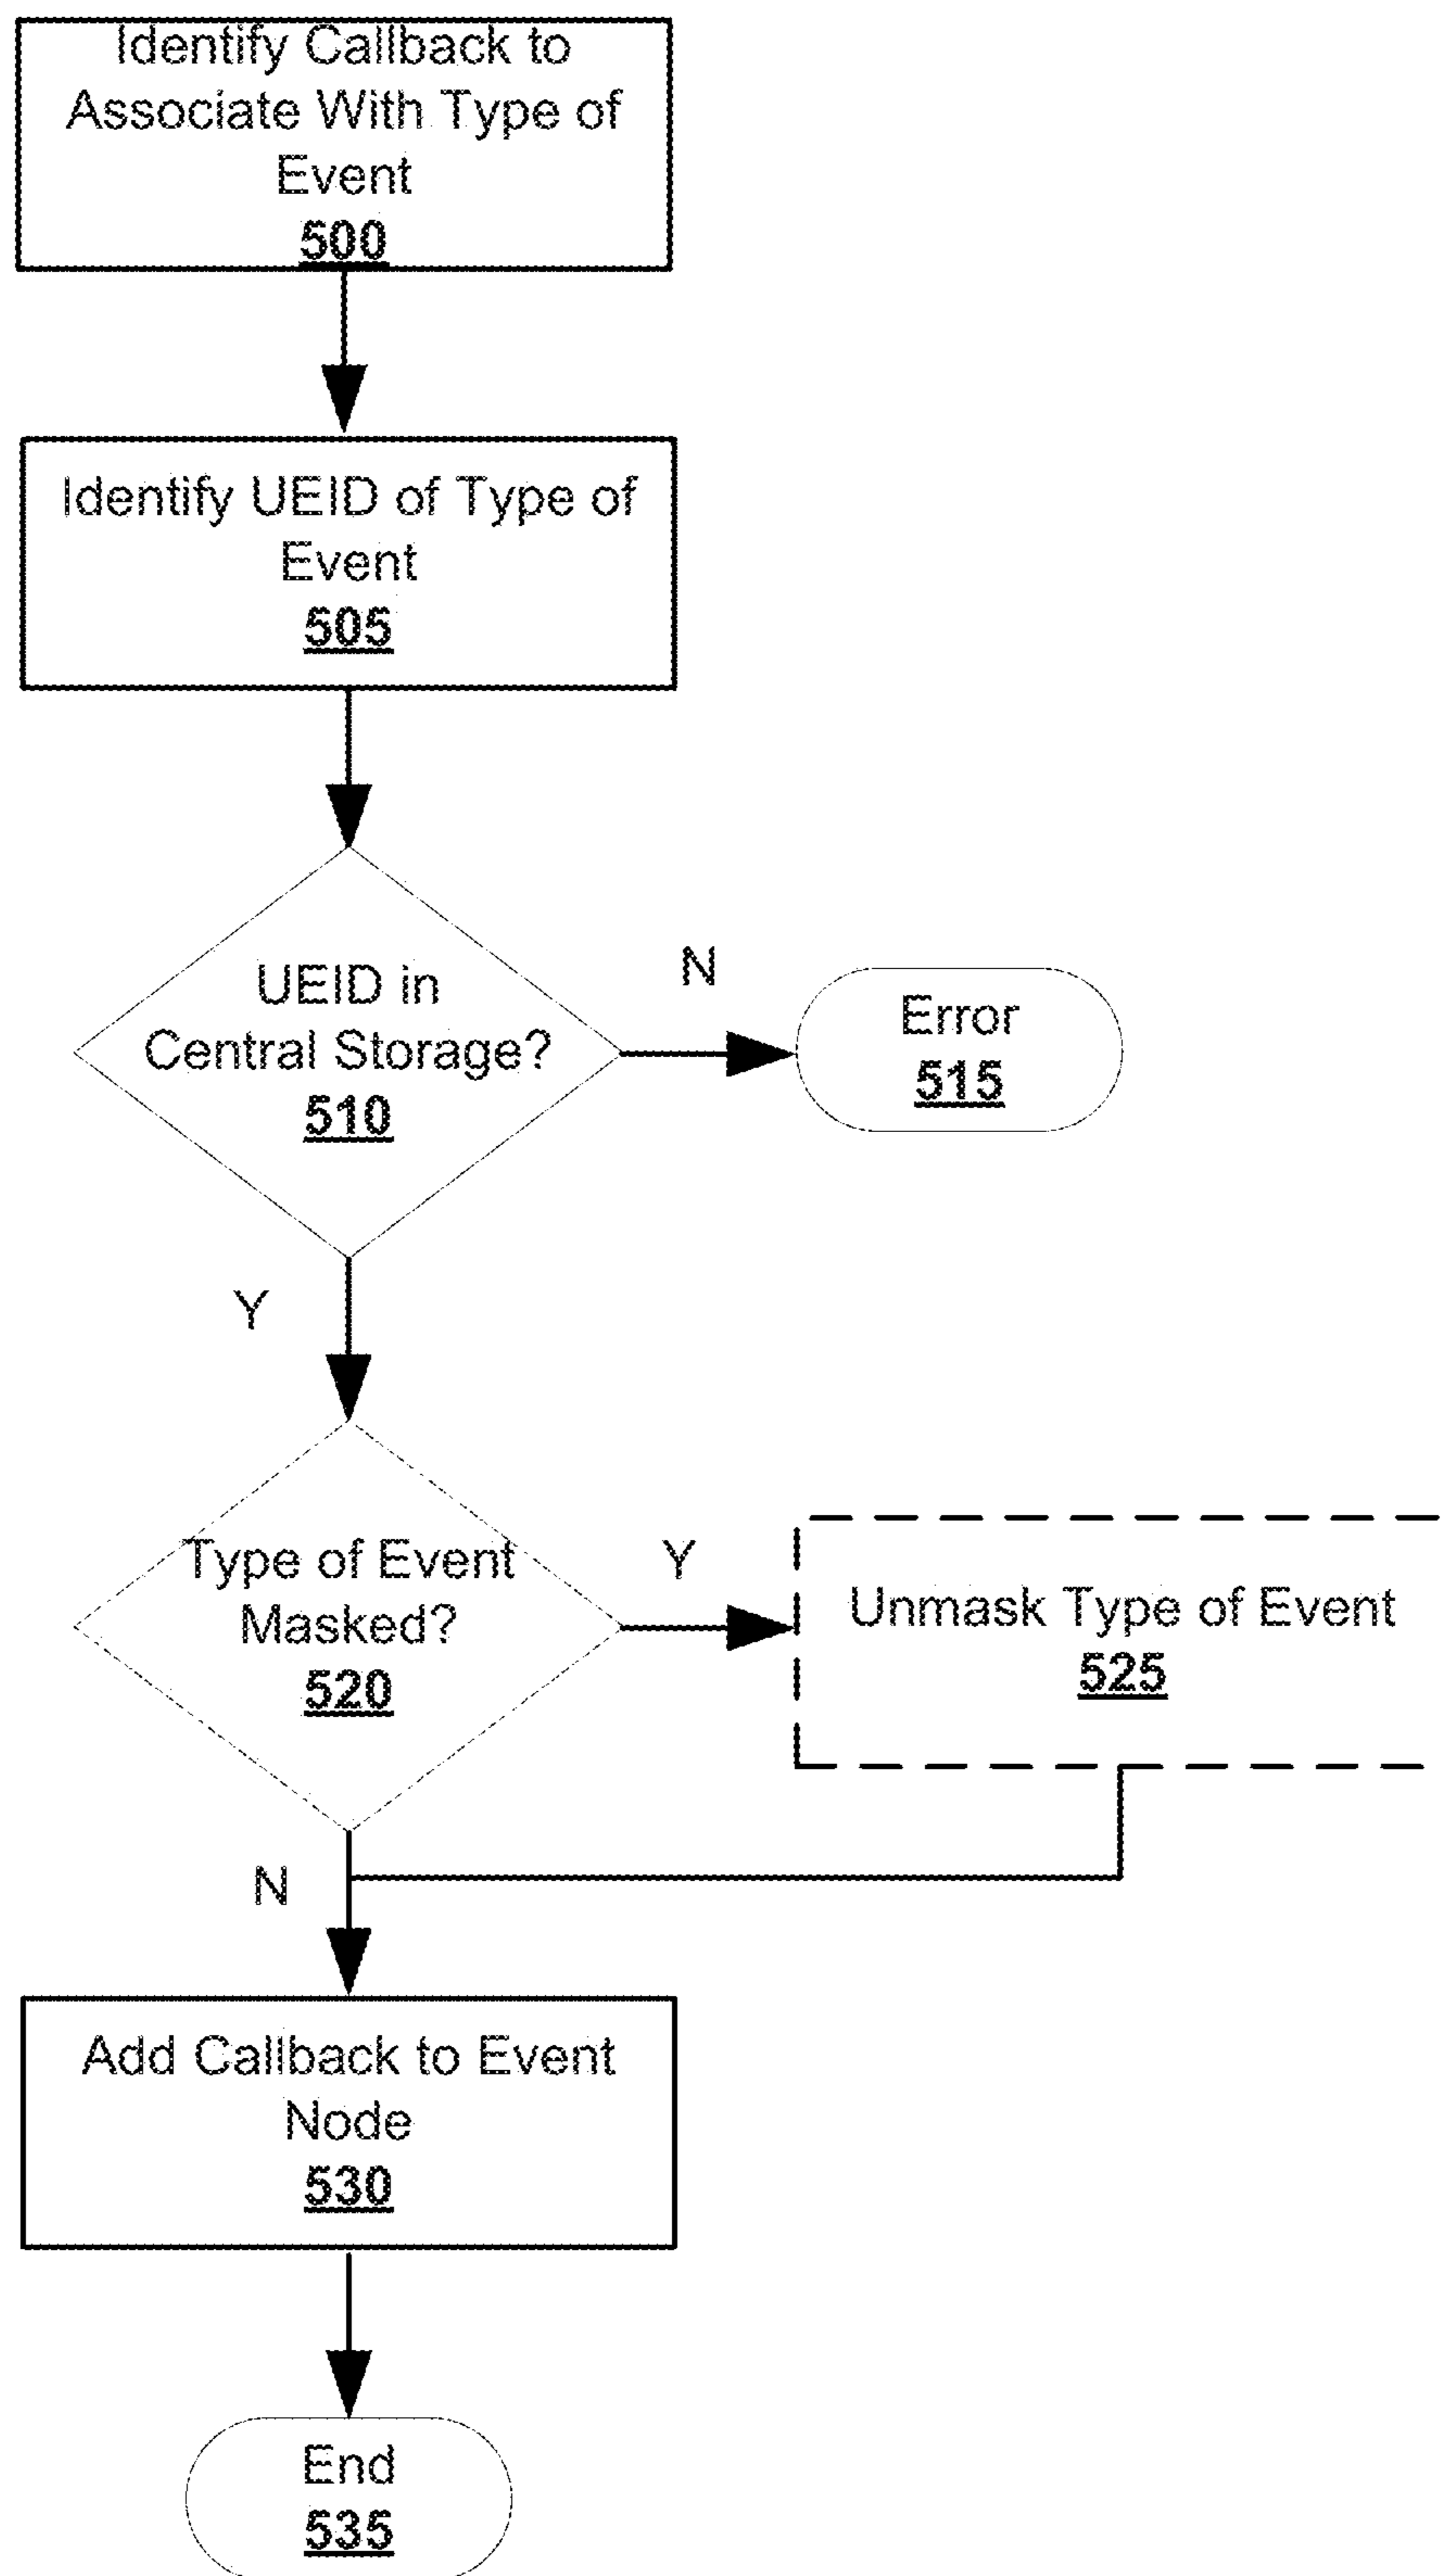 Identify Callback to
Associate With Type of
Event
500
Identify UEID of Type of
Event
505
UEID in
Central Storage?
510
N
Error
515
Y
Type of Event
Masked?
520
Y
Unmask Type of Event
525
N
Add Callback to Event
Node
530
End
535